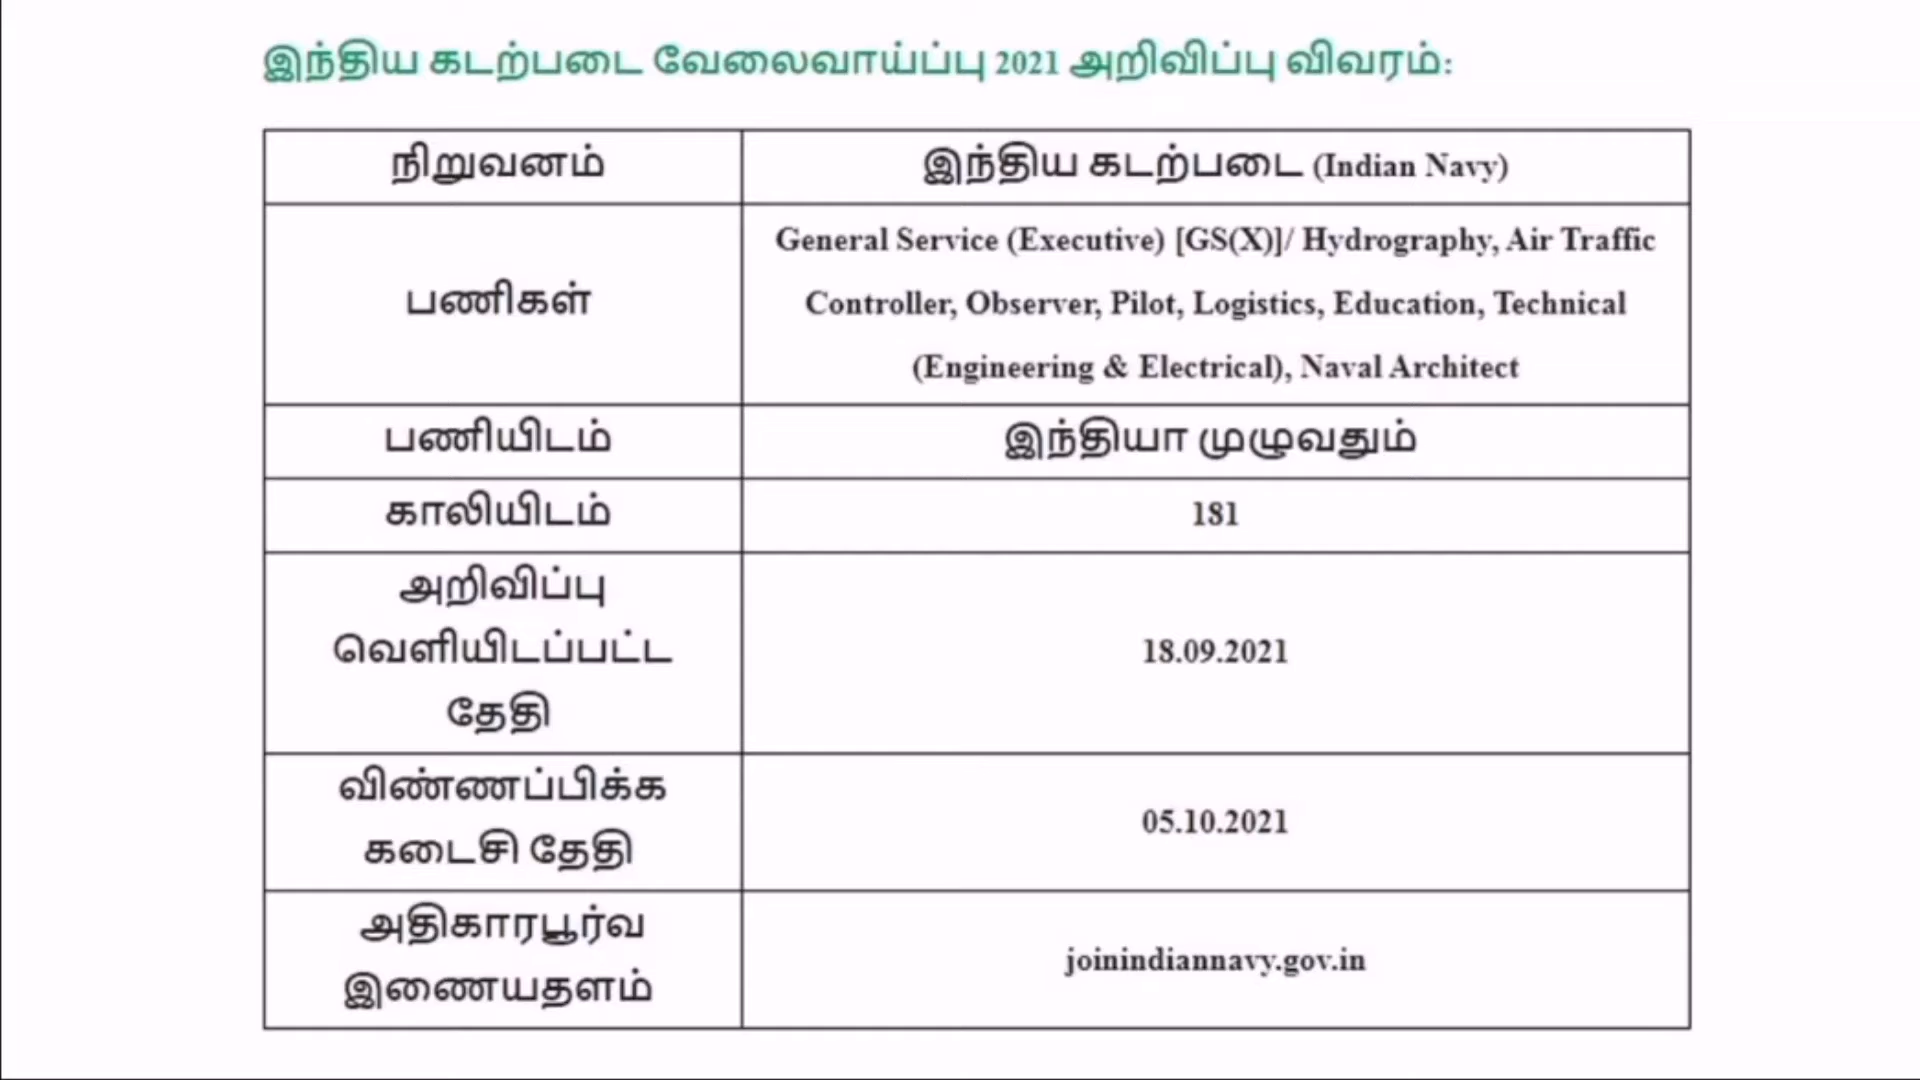 இந்திய கடற்படை வேலைவாய்ப்பு 2021 அறிவிப்பு விவரம்:
நிறுவனம்
இந்திய கடற்படை (Indian Navy)
பணிகள்
General Service (Executive) [GS(X)]/ Hydrography, Air Traffic
Controller, Observer, Pilot, Logistics, Education, Technical
(Engineering & Electrical), Naval Architect
பணியிடம்
இந்தியா முழுவதும்
காலியிடம்
181
அறிவிப்பு
வெளியிடப்பட்ட
தேதி
18.09.2021
விண்ணப்பிக்க
கடைசி தேதி
05.10.2021
அதிகாரபூர்வ
இணையதளம்
joinindiannavy.gov.in